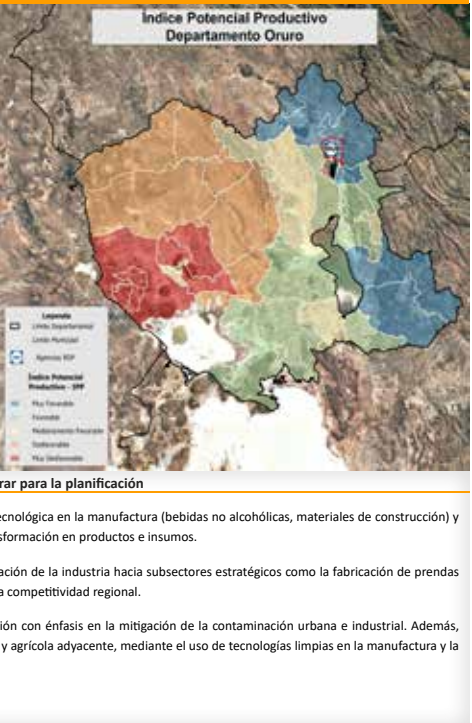 Índice Potencial Productivo
Departamento Oruro
Leyenda
Límite Departamental
Límite Municipal
Agencias BDP
Índice Potencial
Productivo - IPP
Muy Favorable
Favorable
Medianamente Favorable
Desfavorable
Muy Desfavorable
rar para la planificación
ecnológica en la manufactura (bebidas no alcohólicas, materiales de construcción) y
sformación en productos e insumos.
ación de la industria hacia subsectores estratégicos como la fabricación de prendas
a competitividad regional.
ión con énfasis en la mitigación de la contaminación urbana e industrial. Además,
y agrícola adyacente, mediante el uso de tecnologías limpias en la manufactura y la